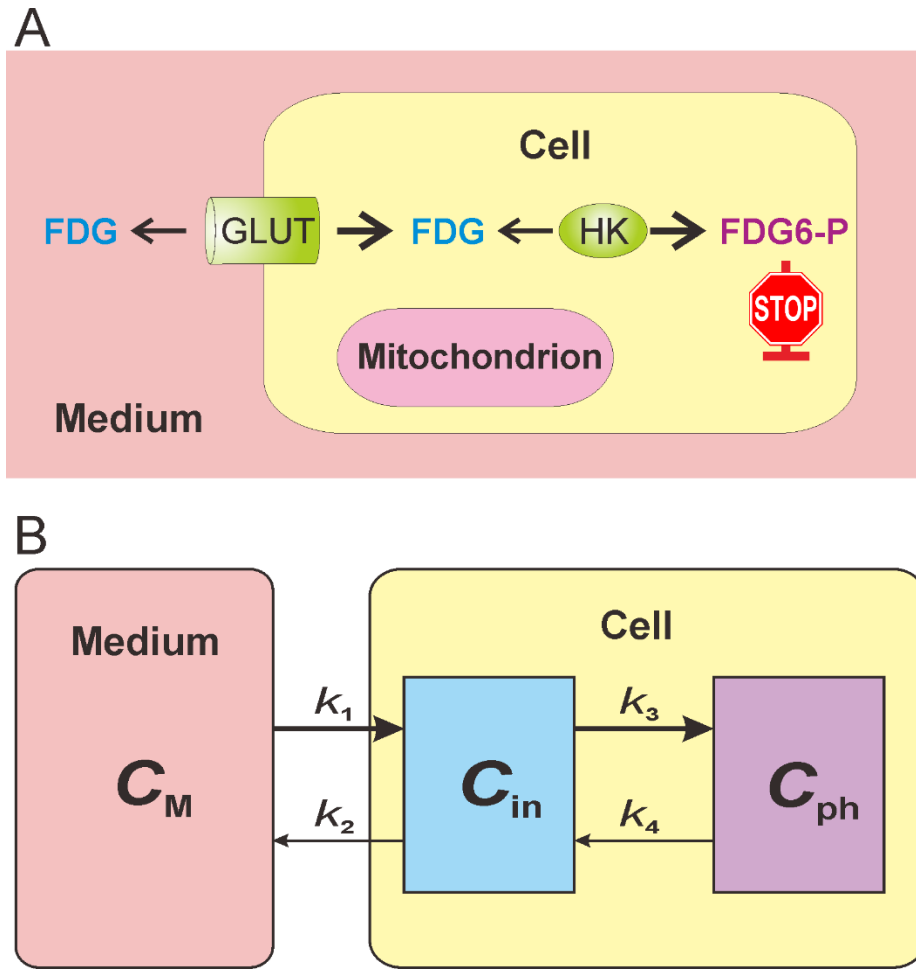 A
Cell
FDG GLUT FDG HK FDG6-P
STOP
Mitochondrion
Medium
B
Medium Cell
k1 k3
CM Cin Cph
k2 k4